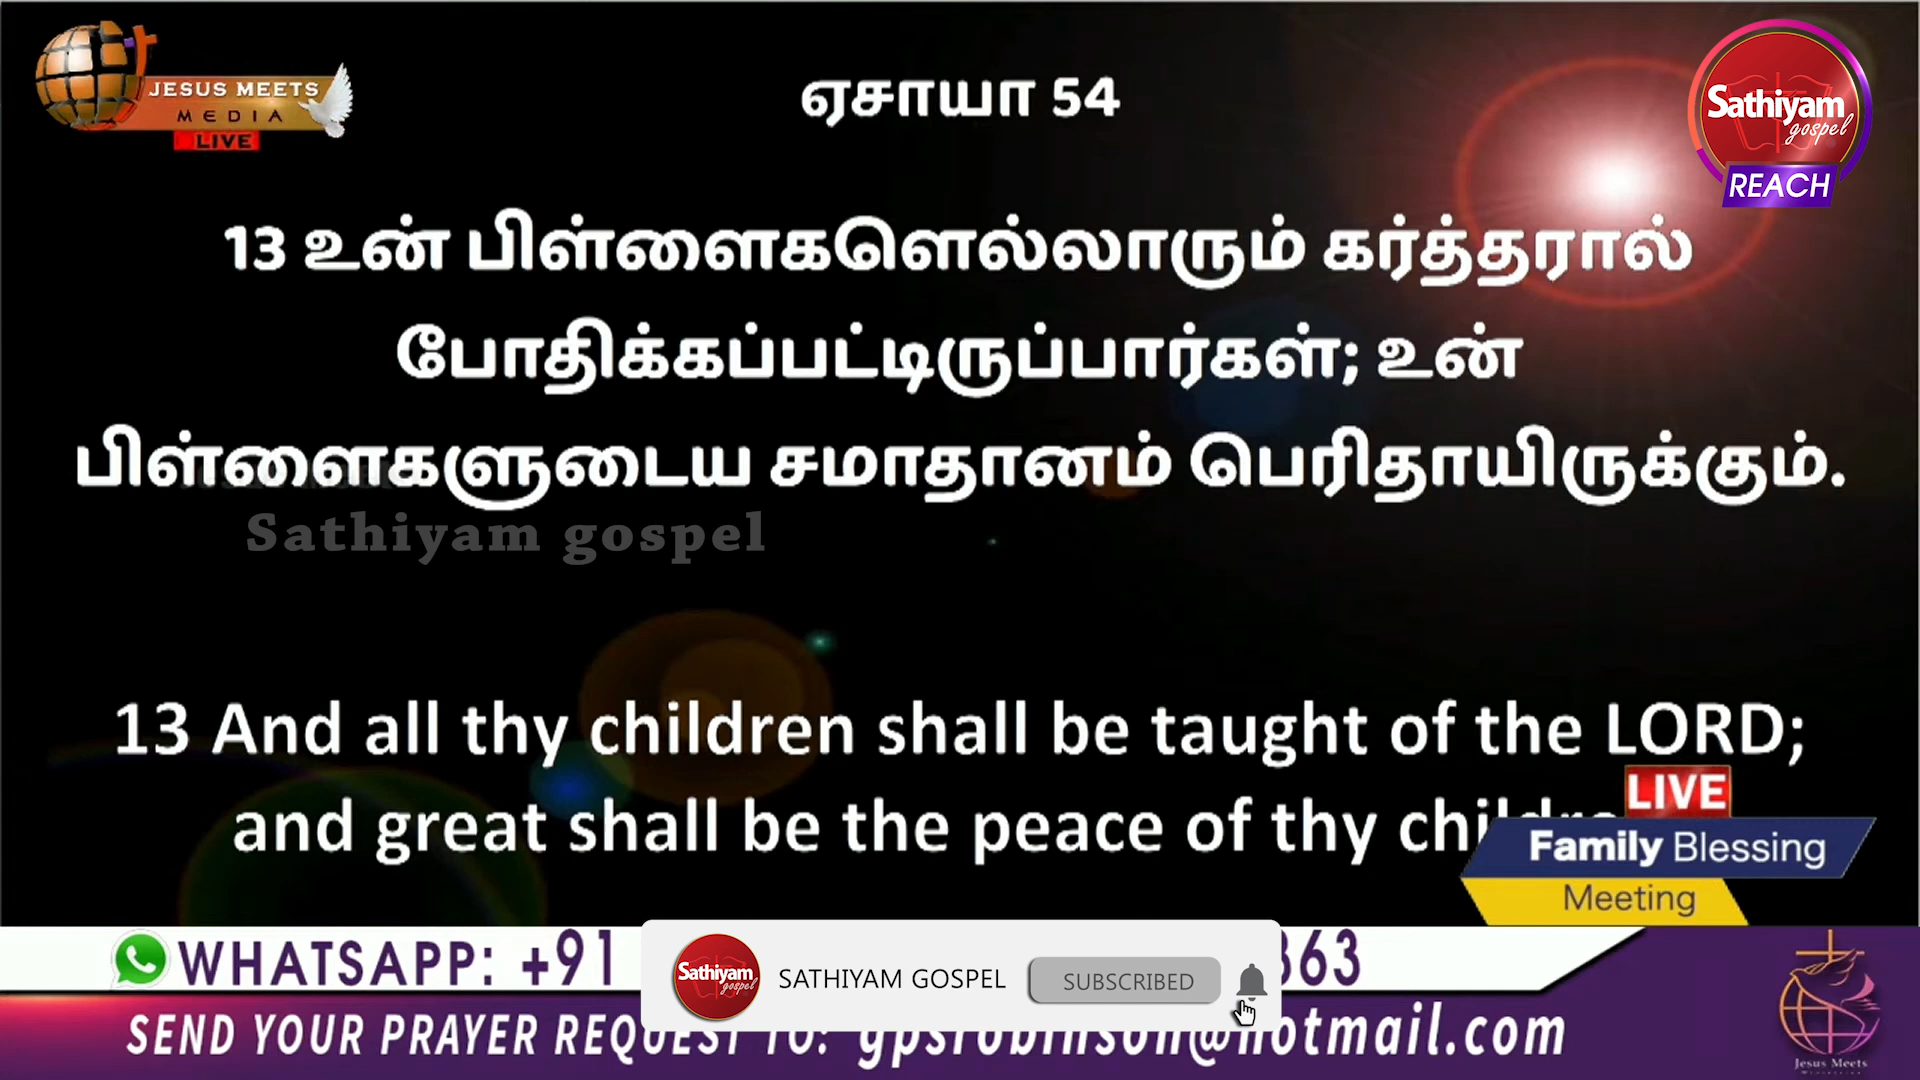 JESUS MEETS
MEDIA
LIVE
ஏசாயா 54
Sathiyam
gospel
REACH
13 உன் பிள்ளைகளெல்லாரும் கர்த்தரால்
போதிக்கப்பட்டிருப்பார்கள்; உன்
பிள்ளைகளுடைய சமாதானம் பெரிதாயிருக்கும்.
Sathiyam gospel
13 And all thy children shall be taught of the LORD;
and great shall be the peace of thy
LIVE
Family Blessing
Meeting
WHATSAPP: +91 363
Sathiyam
gospel
SATHIYAM GOSPEL
SUBSCRIBED
SEND YOUR PRAYER REQUEST TO: gpsrobinson@hotmail.com
Jesus Meets